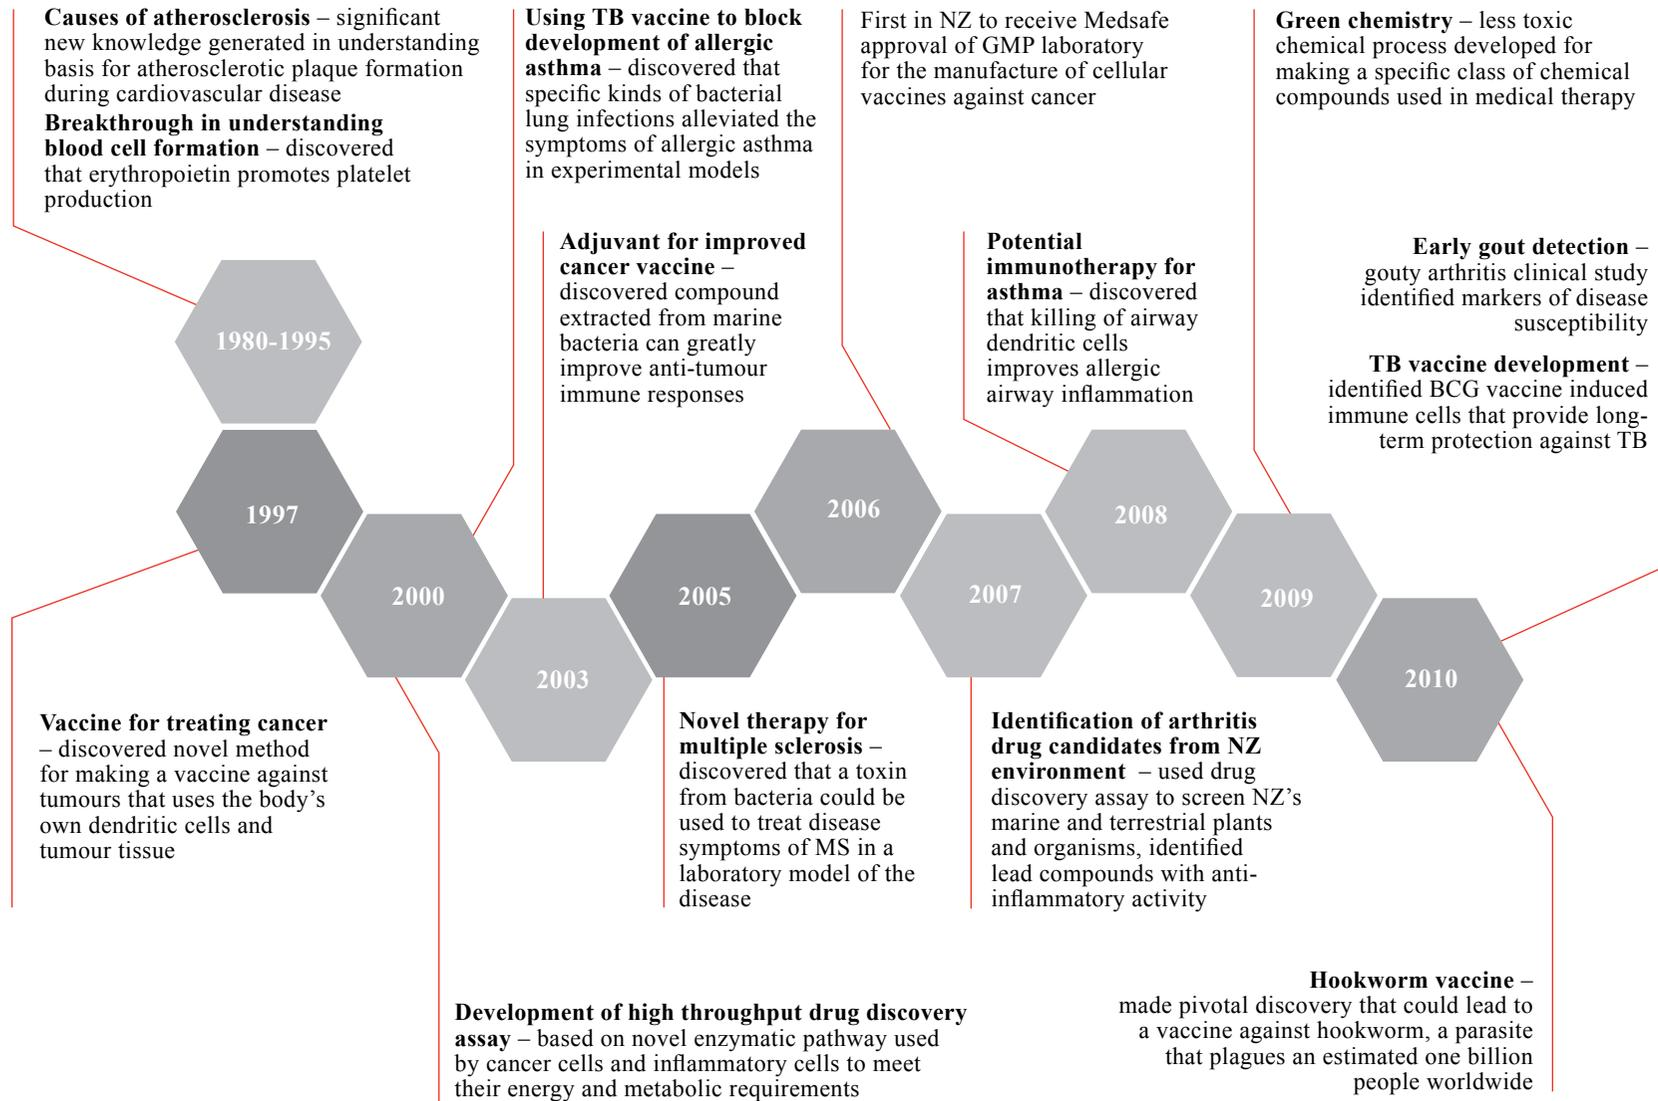 Causes of atherosclerosis – significant
new knowledge generated in understanding
basis for atherosclerotic plaque formation
during cardiovascular disease
Breakthrough in understanding
blood cell formation – discovered
that erythropoietin promotes platelet
production
Using TB vaccine to block
development of allergic
asthma – discovered that
specific kinds of bacterial
lung infections alleviated the
symptoms of allergic asthma
in experimental models
First in NZ to receive Medsafe
approval of GMP laboratory
for the manufacture of cellular
vaccines against cancer
Green chemistry – less toxic
chemical process developed for
making a specific class of chemical
compounds used in medical therapy
Adjuvant for improved
cancer vaccine –
discovered compound
extracted from marine
bacteria can greatly
improve anti-tumour
immune responses
Potential
immunotherapy for
asthma – discovered
that killing of airway
dendritic cells
improves allergic
airway inflammation
Early gout detection –
gouty arthritis clinical study
identified markers of disease
susceptibility
TB vaccine development –
identified BCG vaccine induced
immune cells that provide long-
term protection against TB
1980-1995
1997
2000
2003
2005
2006
2007
2008
2009
2010
Vaccine for treating cancer
– discovered novel method
for making a vaccine against
tumours that uses the body’s
own dendritic cells and
tumour tissue
Novel therapy for
multiple sclerosis –
discovered that a toxin
from bacteria could be
used to treat disease
symptoms of MS in a
laboratory model of the
disease
Identification of arthritis
drug candidates from NZ
environment – used drug
discovery assay to screen NZ’s
marine and terrestrial plants
and organisms, identified
lead compounds with anti-
inflammatory activity
Development of high throughput drug discovery
assay – based on novel enzymatic pathway used
by cancer cells and inflammatory cells to meet
their energy and metabolic requirements
Hookworm vaccine –
made pivotal discovery that could lead to
a vaccine against hookworm, a parasite
that plagues an estimated one billion
people worldwide